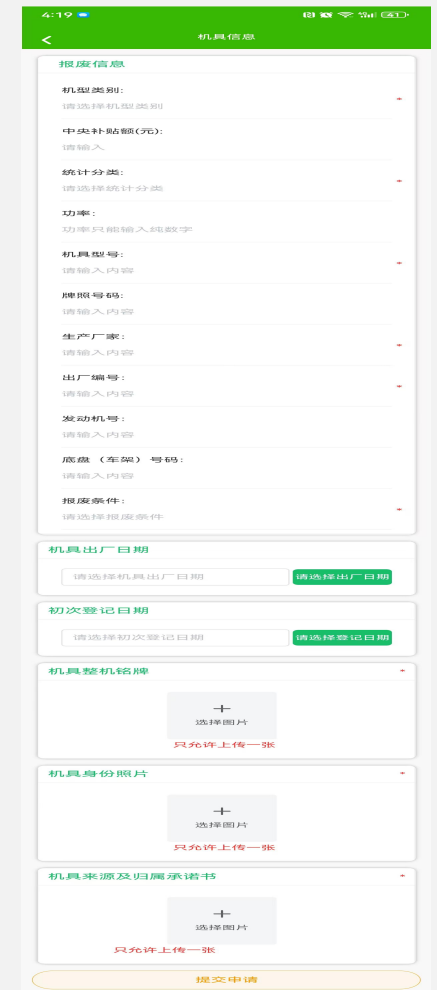 4:19
机具信息
报废信息
机型类别:
请选择机型类别
*
中央补贴额(元):
请输入
统计分类:
请选择统计分类
*
功率:
功率只能输入纯数字
机具型号:
请输入内容
*
牌照号码:
请输入内容
生产厂家:
请输入内容
*
出厂编号:
请输入内容
*
发动机号:
请输入内容
底盘（车架）号码:
请输入内容
报废条件:
请选择报废条件
*
机具出厂日期
请选择机具出厂日期 请选择出厂日期
初次登记日期
请选择初次登记日期 请选择登记日期
机具整机铭牌 *
选择图片
只允许上传一张
机具身份照片 *
选择图片
只允许上传一张
机具来源及归属承诺书 *
选择图片
只允许上传一张
提交申请